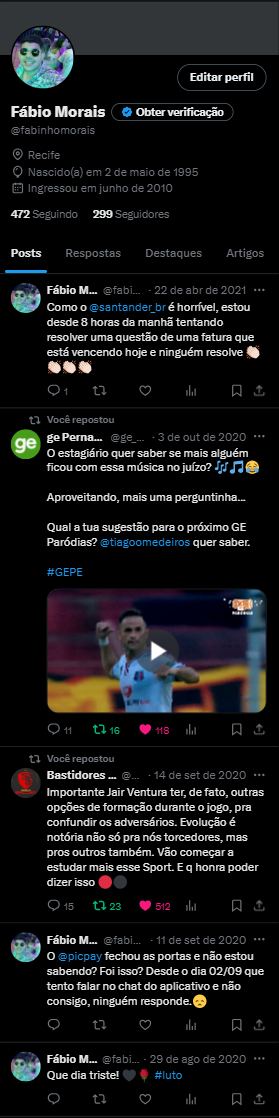 Editar perfil
Fábio Morais Obter verificação
@fabinhomorais
Recife
Nascido(a) em 2 de maio de 1995
Ingressou em junho de 2010
472 Seguindo 299 Seguidores
Posts Respostas Destaques Artigos
Fábio M... @fabi... · 22 de abr de 2021
Como o @santander_br é horrível, estou
desde 8 horas da manhã tentando
resolver uma questão de uma fatura que
está vencendo hoje e ninguém resolve 👏🏻
👏🏻👏🏻👏🏻
1
Você repostou
ge
ge Perna... @ge_... · 3 de out de 2020
O estagiário quer saber se mais alguém
ficou com essa música no juízo? 🎶🎵😂
Aproveitando, mais uma perguntinha...
Qual a tua sugestão para o próximo GE
Paródias? @tiagoomedeiros quer saber.
#GEPE
11 16 118
Você repostou
Bastidores ... @... · 14 de set de 2020
Importante Jair Ventura ter, de fato, outras
opções de formação durante o jogo, pra
confundir os adversários. Evolução é
notória não só pra nós torcedores, mas
pros outros também. Vão começar a
estudar mais esse Sport. E q honra poder
dizer isso 🔴⚫
15 23 512
Fábio M... @fabi... · 11 de set de 2020
O @picpay fechou as portas e não estou
sabendo? Foi isso? Desde o dia 02/09 que
tento falar no chat do aplicativo e não
consigo, ninguém responde.😞
Fábio M... @fabi... · 29 de ago de 2020
Que dia triste! 🖤🌹 #luto